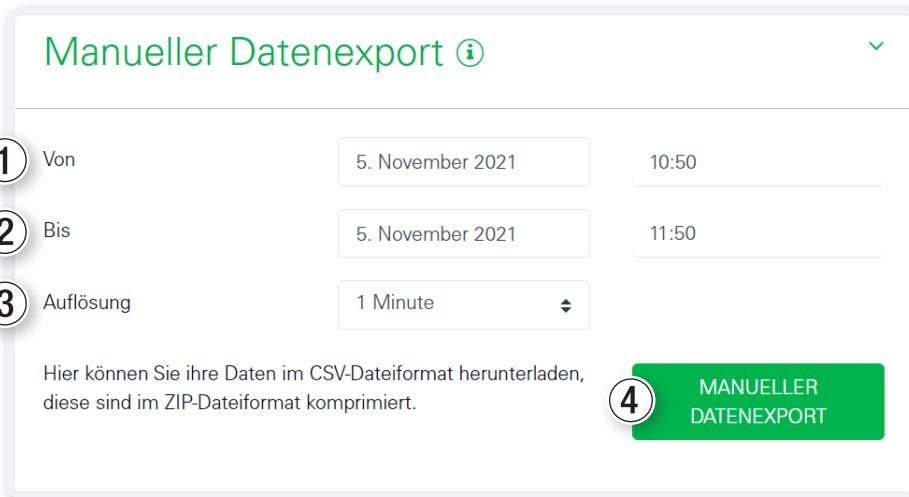 Manueller Datenexport i
1 Von 5. November 2021 10:50
2 Bis 5. November 2021 11:50
3 Auflösung 1 Minute
Hier können Sie ihre Daten im CSV-Dateiformat herunterladen,
diese sind im ZIP-Dateiformat komprimiert.
4 MANUELLER
DATENEXPORT